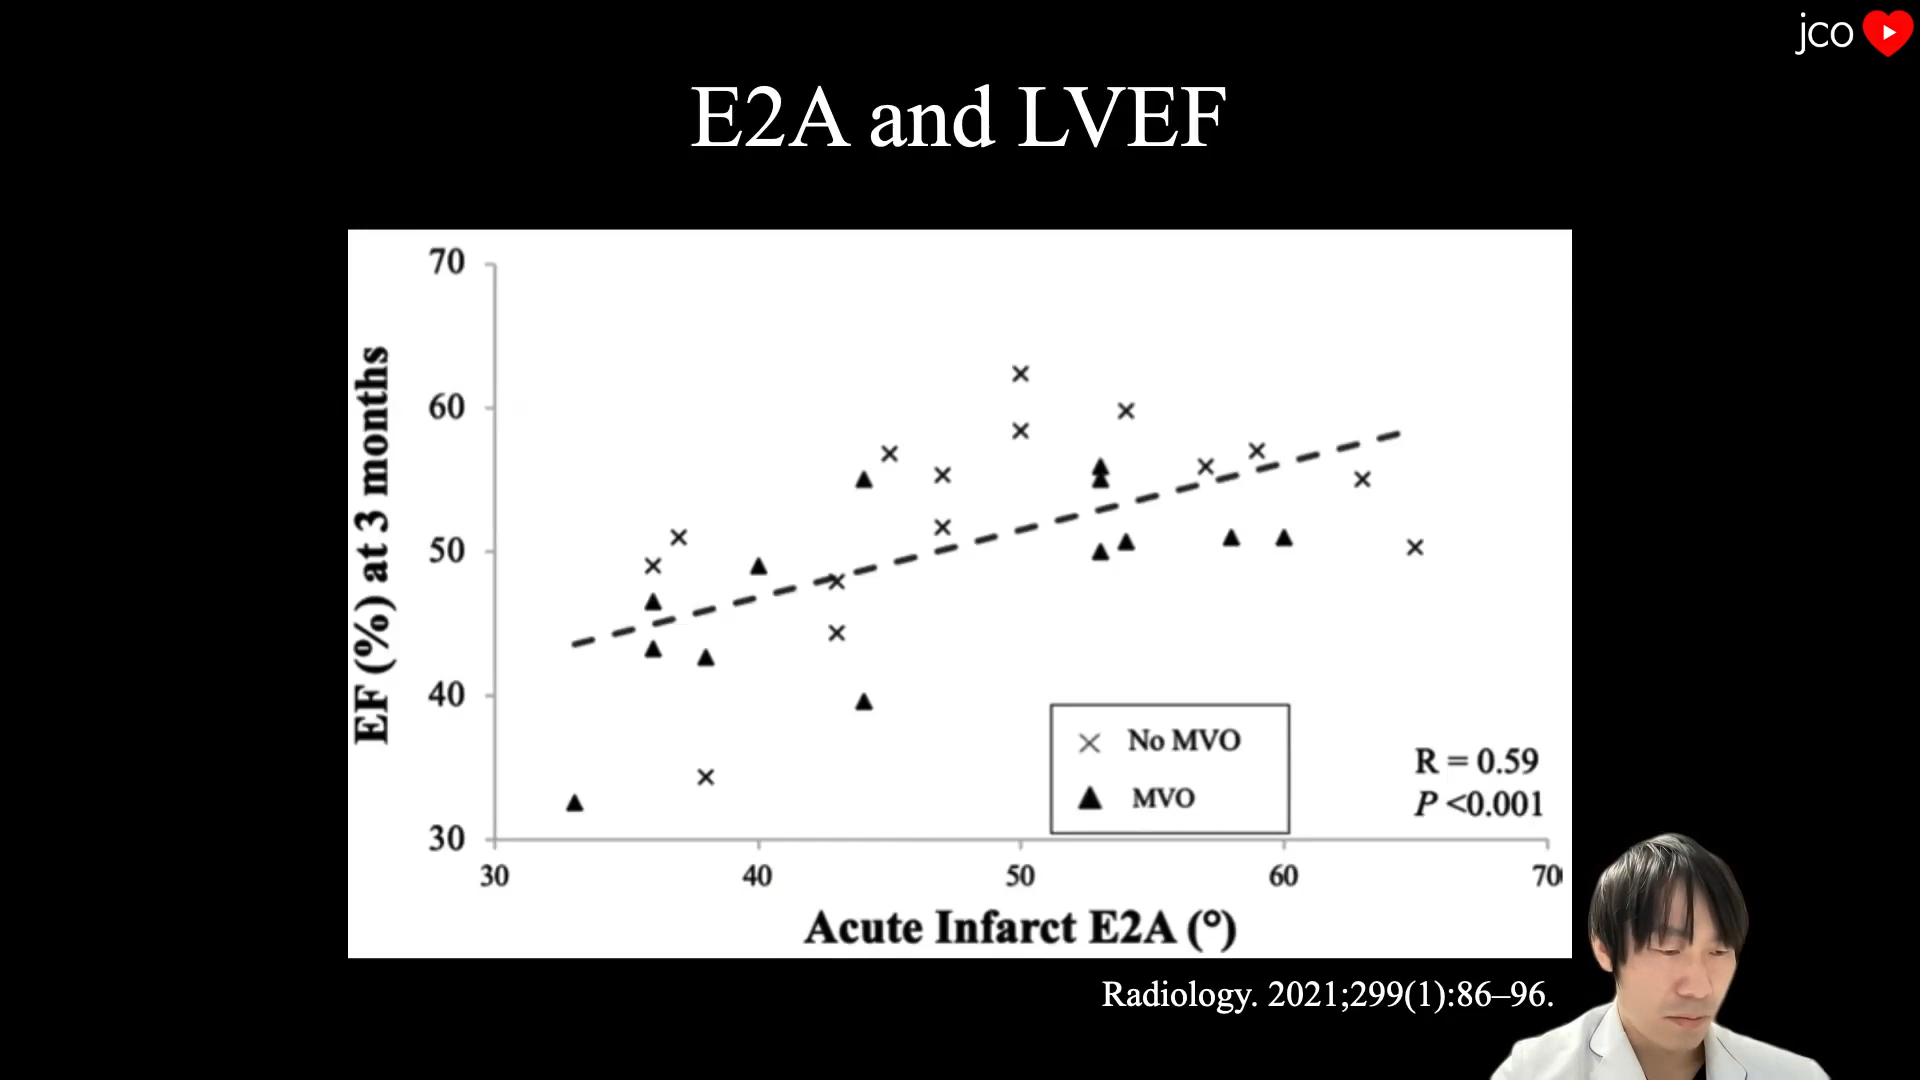 jco
E2A and LVEF
70
60
50
40
30
EF (%) at 3 months
30 40 50 60 70
Acute Infarct E2A (°)
No MVO
MVO
R = 0.59
P <0.001
Radiology. 2021;299(1):86–96.